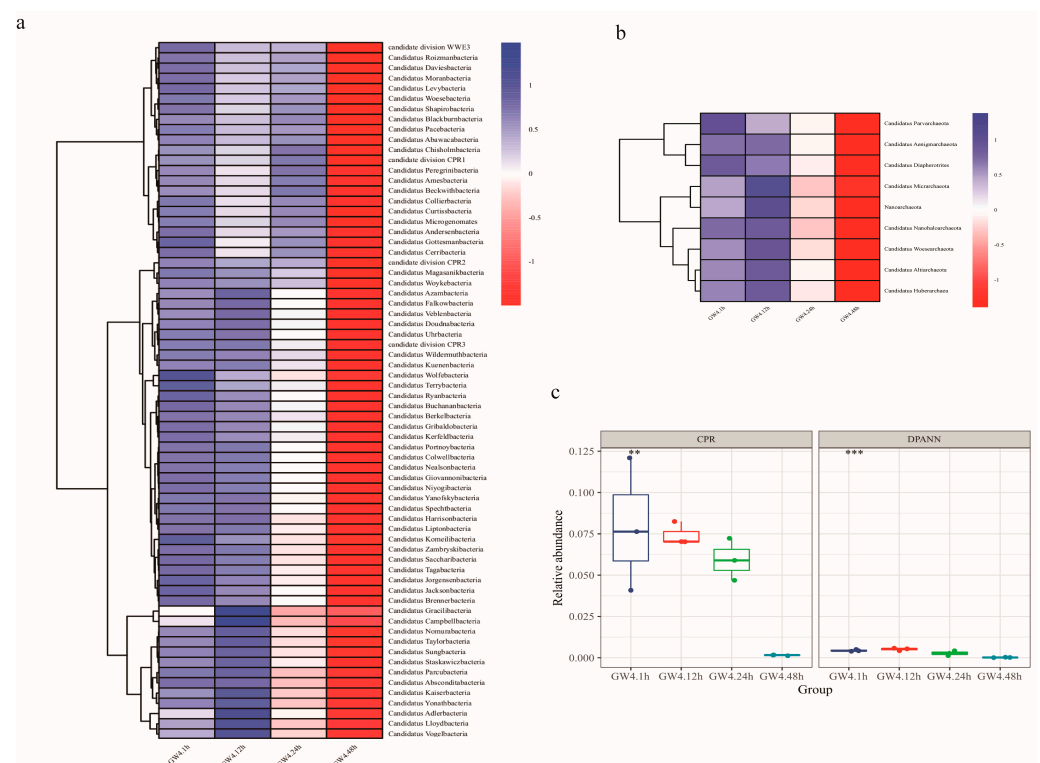 a
candidate division WWE3
Candidatus Roizmanbacteria
Candidatus Daviesbacteria
Candidatus Moranbacteria
Candidatus Levybacteria
Candidatus Woesebacteria
Candidatus Shapirobacteria
Candidatus Blackburnbacteria
Candidatus Pacebacteria
Candidatus Abawacabacteria
Candidatus Chisholmbacteria
candidate division CPR1
Candidatus Peregrinibacteria
Candidatus Amesbacteria
Candidatus Beckwithbacteria
Candidatus Collierbacteria
Candidatus Curtissbacteria
Candidatus Microgenomates
Candidatus Andersenbacteria
Candidatus Gottesmanbacteria
Candidatus Cerribacteria
candidate division CPR2
Candidatus Magasanikbacteria
Candidatus Woykebacteria
Candidatus Azambacteria
Candidatus Falkowbacteria
Candidatus Veblenbacteria
Candidatus Doudnabacteria
Candidatus Uhrbacteria
candidate division CPR3
Candidatus Wildermuthbacteria
Candidatus Kuenenbacteria
Candidatus Wolfebacteria
Candidatus Terrybacteria
Candidatus Ryanbacteria
Candidatus Buchananbacteria
Candidatus Berkelbacteria
Candidatus Gribaldobacteria
Candidatus Kerfeldbacteria
Candidatus Portnoybacteria
Candidatus Colwellbacteria
Candidatus Nealsonbacteria
Candidatus Giovannonibacteria
Candidatus Niyogibacteria
Candidatus Yanofskybacteria
Candidatus Spechtbacteria
Candidatus Harrisonbacteria
Candidatus Liptonbacteria
Candidatus Komeilibacteria
Candidatus Zambryskibacteria
Candidatus Saccharibacteria
Candidatus Tagabacteria
Candidatus Jorgensenbacteria
Candidatus Jacksonbacteria
Candidatus Brennerbacteria
Candidatus Gracilibacteria
Candidatus Campbellbacteria
Candidatus Nomurabacteria
Candidatus Taylorbacteria
Candidatus Sungbacteria
Candidatus Staskawiczbacteria
Candidatus Parcubacteria
Candidatus Absconditabacteria
Candidatus Kaiserbacteria
Candidatus Yonathbacteria
Candidatus Adlerbacteria
Candidatus Lloydbacteria
Candidatus Vogelbacteria
GW4.1h GW4.12h GW4.24h GW4.48h
1
0.5
0
-0.5
-1
b
Candidatus Parvarchaeota
Candidatus Aenigmarchaeota
Candidatus Diapherotrites
Candidatus Micrarchaeota
Nanoarchaeota
Candidatus Nanohaloarchaeota
Candidatus Woesearchaeota
Candidatus Altiarchaeota
Candidatus Huberarchaea
GW4.1h GW4.12h GW4.24h GW4.48h
1
0.5
0
-0.5
-1
c
CPR DPANN
** ***
0.125
0.100
0.075
0.050
0.025
0.000
Relative abundance
GW4.1h GW4.12h GW4.24h GW4.48h GW4.1h GW4.12h GW4.24h GW4.48h
Group